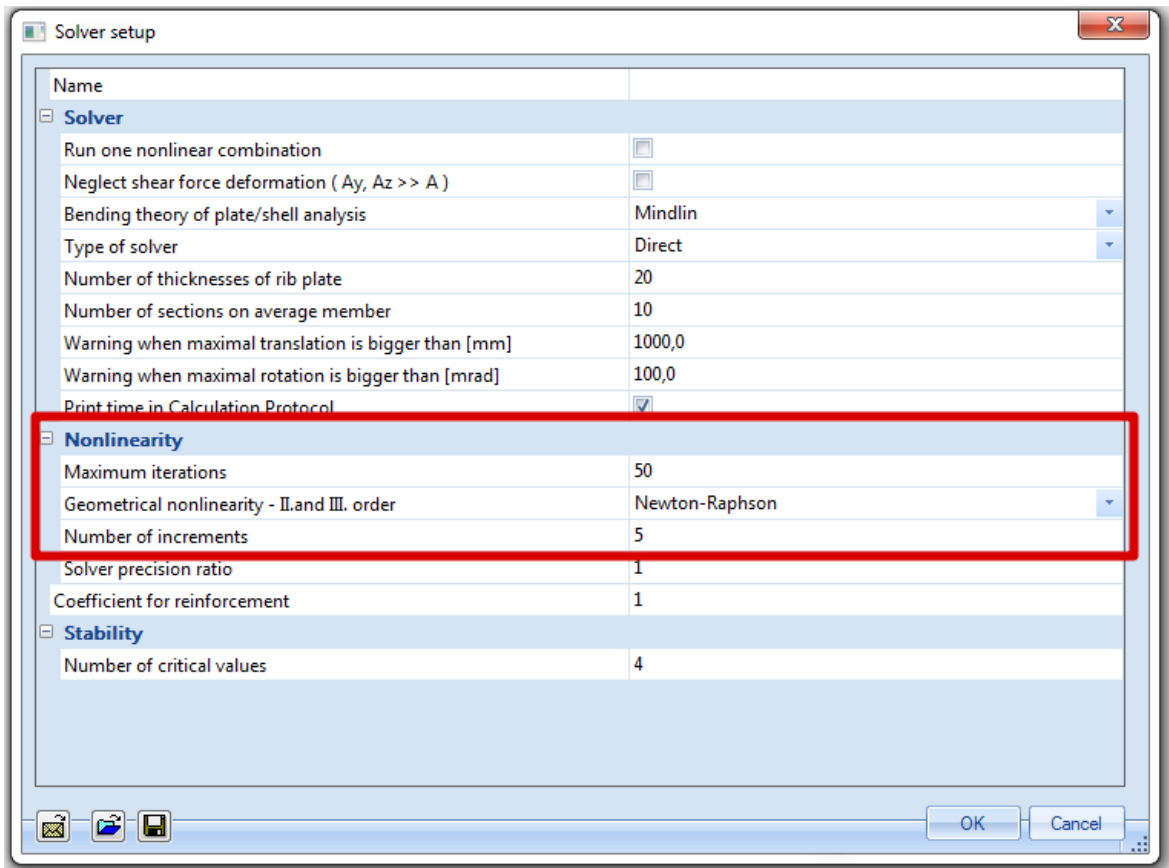 Solver setup
Name
Solver
Run one nonlinear combination
Neglect shear force deformation ( Ay, Az >> A )
Bending theory of plate/shell analysis Mindlin
Type of solver Direct
Number of thicknesses of rib plate 20
Number of sections on average member 10
Warning when maximal translation is bigger than [mm] 1000,0
Warning when maximal rotation is bigger than [mrad] 100,0
Print time in Calculation Protocol
Nonlinearity
Maximum iterations 50
Geometrical nonlinearity - II.and III. order Newton-Raphson
Number of increments 5
Solver precision ratio 1
Coefficient for reinforcement 1
Stability
Number of critical values 4
OK Cancel